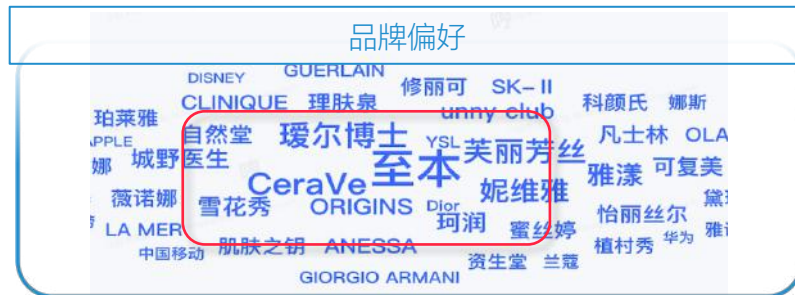 品牌偏好
DISNEY GUERLAIN 修丽可 SK-II
CLINIQUE 理肤泉 unny club 科颜氏 娜斯
珀莱雅 自然堂 瑷尔博士 YSL 芙丽芳丝 凡士林 OLA
APPLE 城野医生 至本 雅漾 可复美
娜
薇诺娜 CeraVe 妮维雅
雪花秀 ORIGINS Dior 珂润 怡丽丝尔
LA MER 蜜丝婷 植村秀 华为
中国移动 肌肤之钥 ANESSA 资生堂 兰蔻
GIORGIO ARMANI